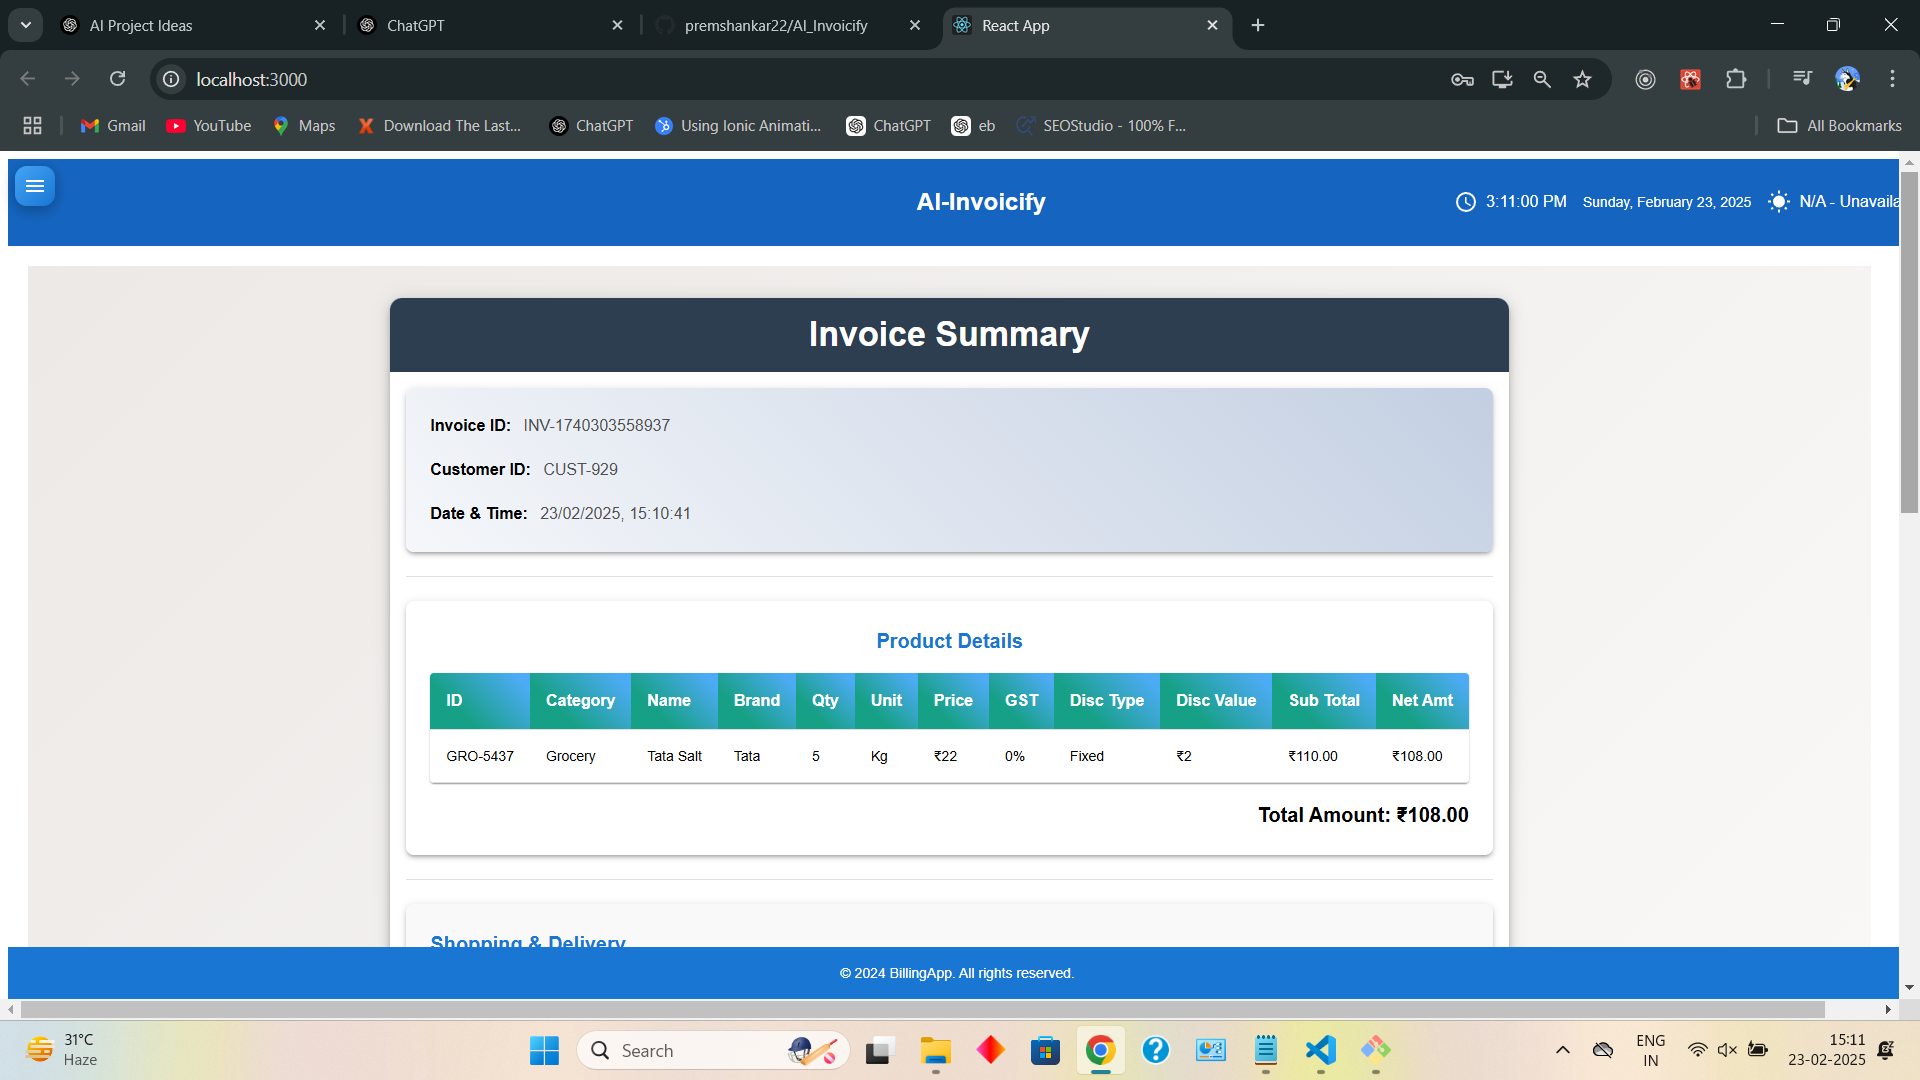 AI Project Ideas
ChatGPT
premshankar22/AI_Invoicify
React App
localhost:3000
Gmail
YouTube
Maps
Download The Last...
ChatGPT
Using Ionic Animati...
ChatGPT
eb
SEOStudio - 100% F...
All Bookmarks
AI-Invoicify
3:11:00 PM
Sunday, February 23, 2025
N/A - Unavaila
Invoice Summary
Invoice ID: INV-1740303558937
Customer ID: CUST-929
Date & Time: 23/02/2025, 15:10:41
Product Details
ID Category Name Brand Qty Unit Price GST Disc Type Disc Value Sub Total Net Amt
GRO-5437 Grocery Tata Salt Tata 5 Kg ₹22 0% Fixed ₹2 ₹110.00 ₹108.00
Total Amount: ₹108.00
Shopping & Delivery
© 2024 BillingApp. All rights reserved.
31°C
Haze
Search
ENG
IN
15:11
23-02-2025